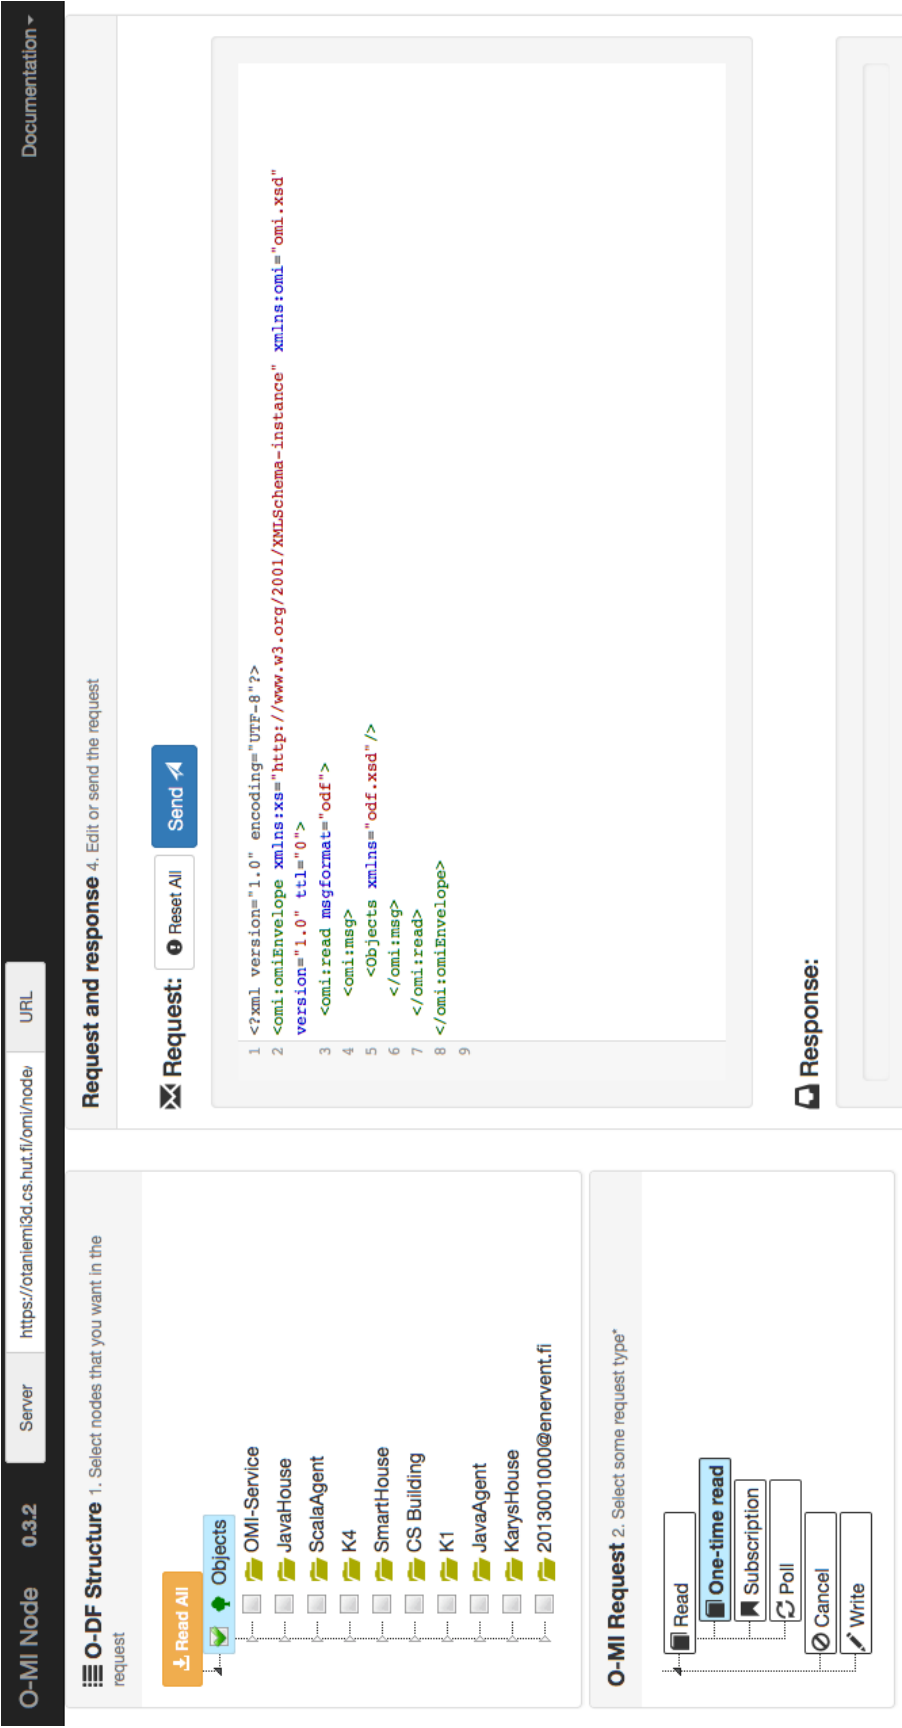 O-MI Node 0.3.2 Server https://otaniemi3d.cs.hut.fi/omi/node/ URL Documentation
O-DF Structure 1. Select nodes that you want in the
request
Read All
Objects
OMI-Service
JavaHouse
ScalaAgent
K4
SmartHouse
CS Building
K1
JavaAgent
KarysHouse
2013001000@enervent.fi
O-MI Request 2. Select some request type*
Read
One-time read
Subscription
Poll
Cancel
Write
Request and response 4. Edit or send the request
Request: Reset All Send
1 <?xml version="1.0" encoding="UTF-8"?>
2 <omi:omiEnvelope xmlns:xs="http://www.w3.org/2001/XMLSchema-instance" xmlns:omi="omi.xsd"
version="1.0" ttl="0">
3 <omi:read msgformat="odf">
4 <omi:msg>
5 <Objects xmlns="odf.xsd"/>
6 </omi:msg>
7 </omi:read>
8 </omi:omiEnvelope>
9
Response: